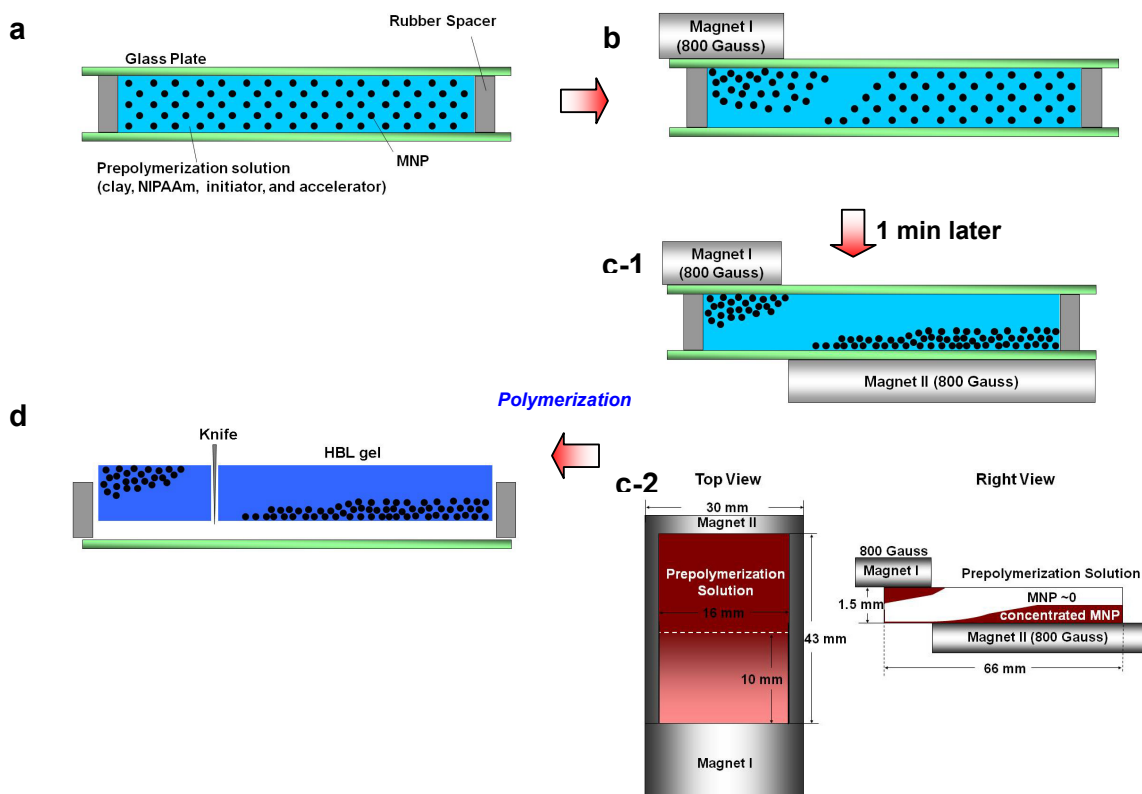 a
Rubber Spacer
Glass Plate
Prepolymerization solution
(clay, NIPAAm, initiator, and accelerator)
MNP
b
Magnet I
(800 Gauss)
1 min later
c-1
Magnet I
(800 Gauss)
Magnet II (800 Gauss)
Polymerization
d
Knife
HBL gel
c-2
Top View
30 mm
Magnet II
Prepolymerization
Solution
16 mm
43 mm
10 mm
Magnet I
Right View
800 Gauss
Magnet I
Prepolymerization Solution
1.5 mm
MNP ~0
concentrated MNP
Magnet II (800 Gauss)
66 mm